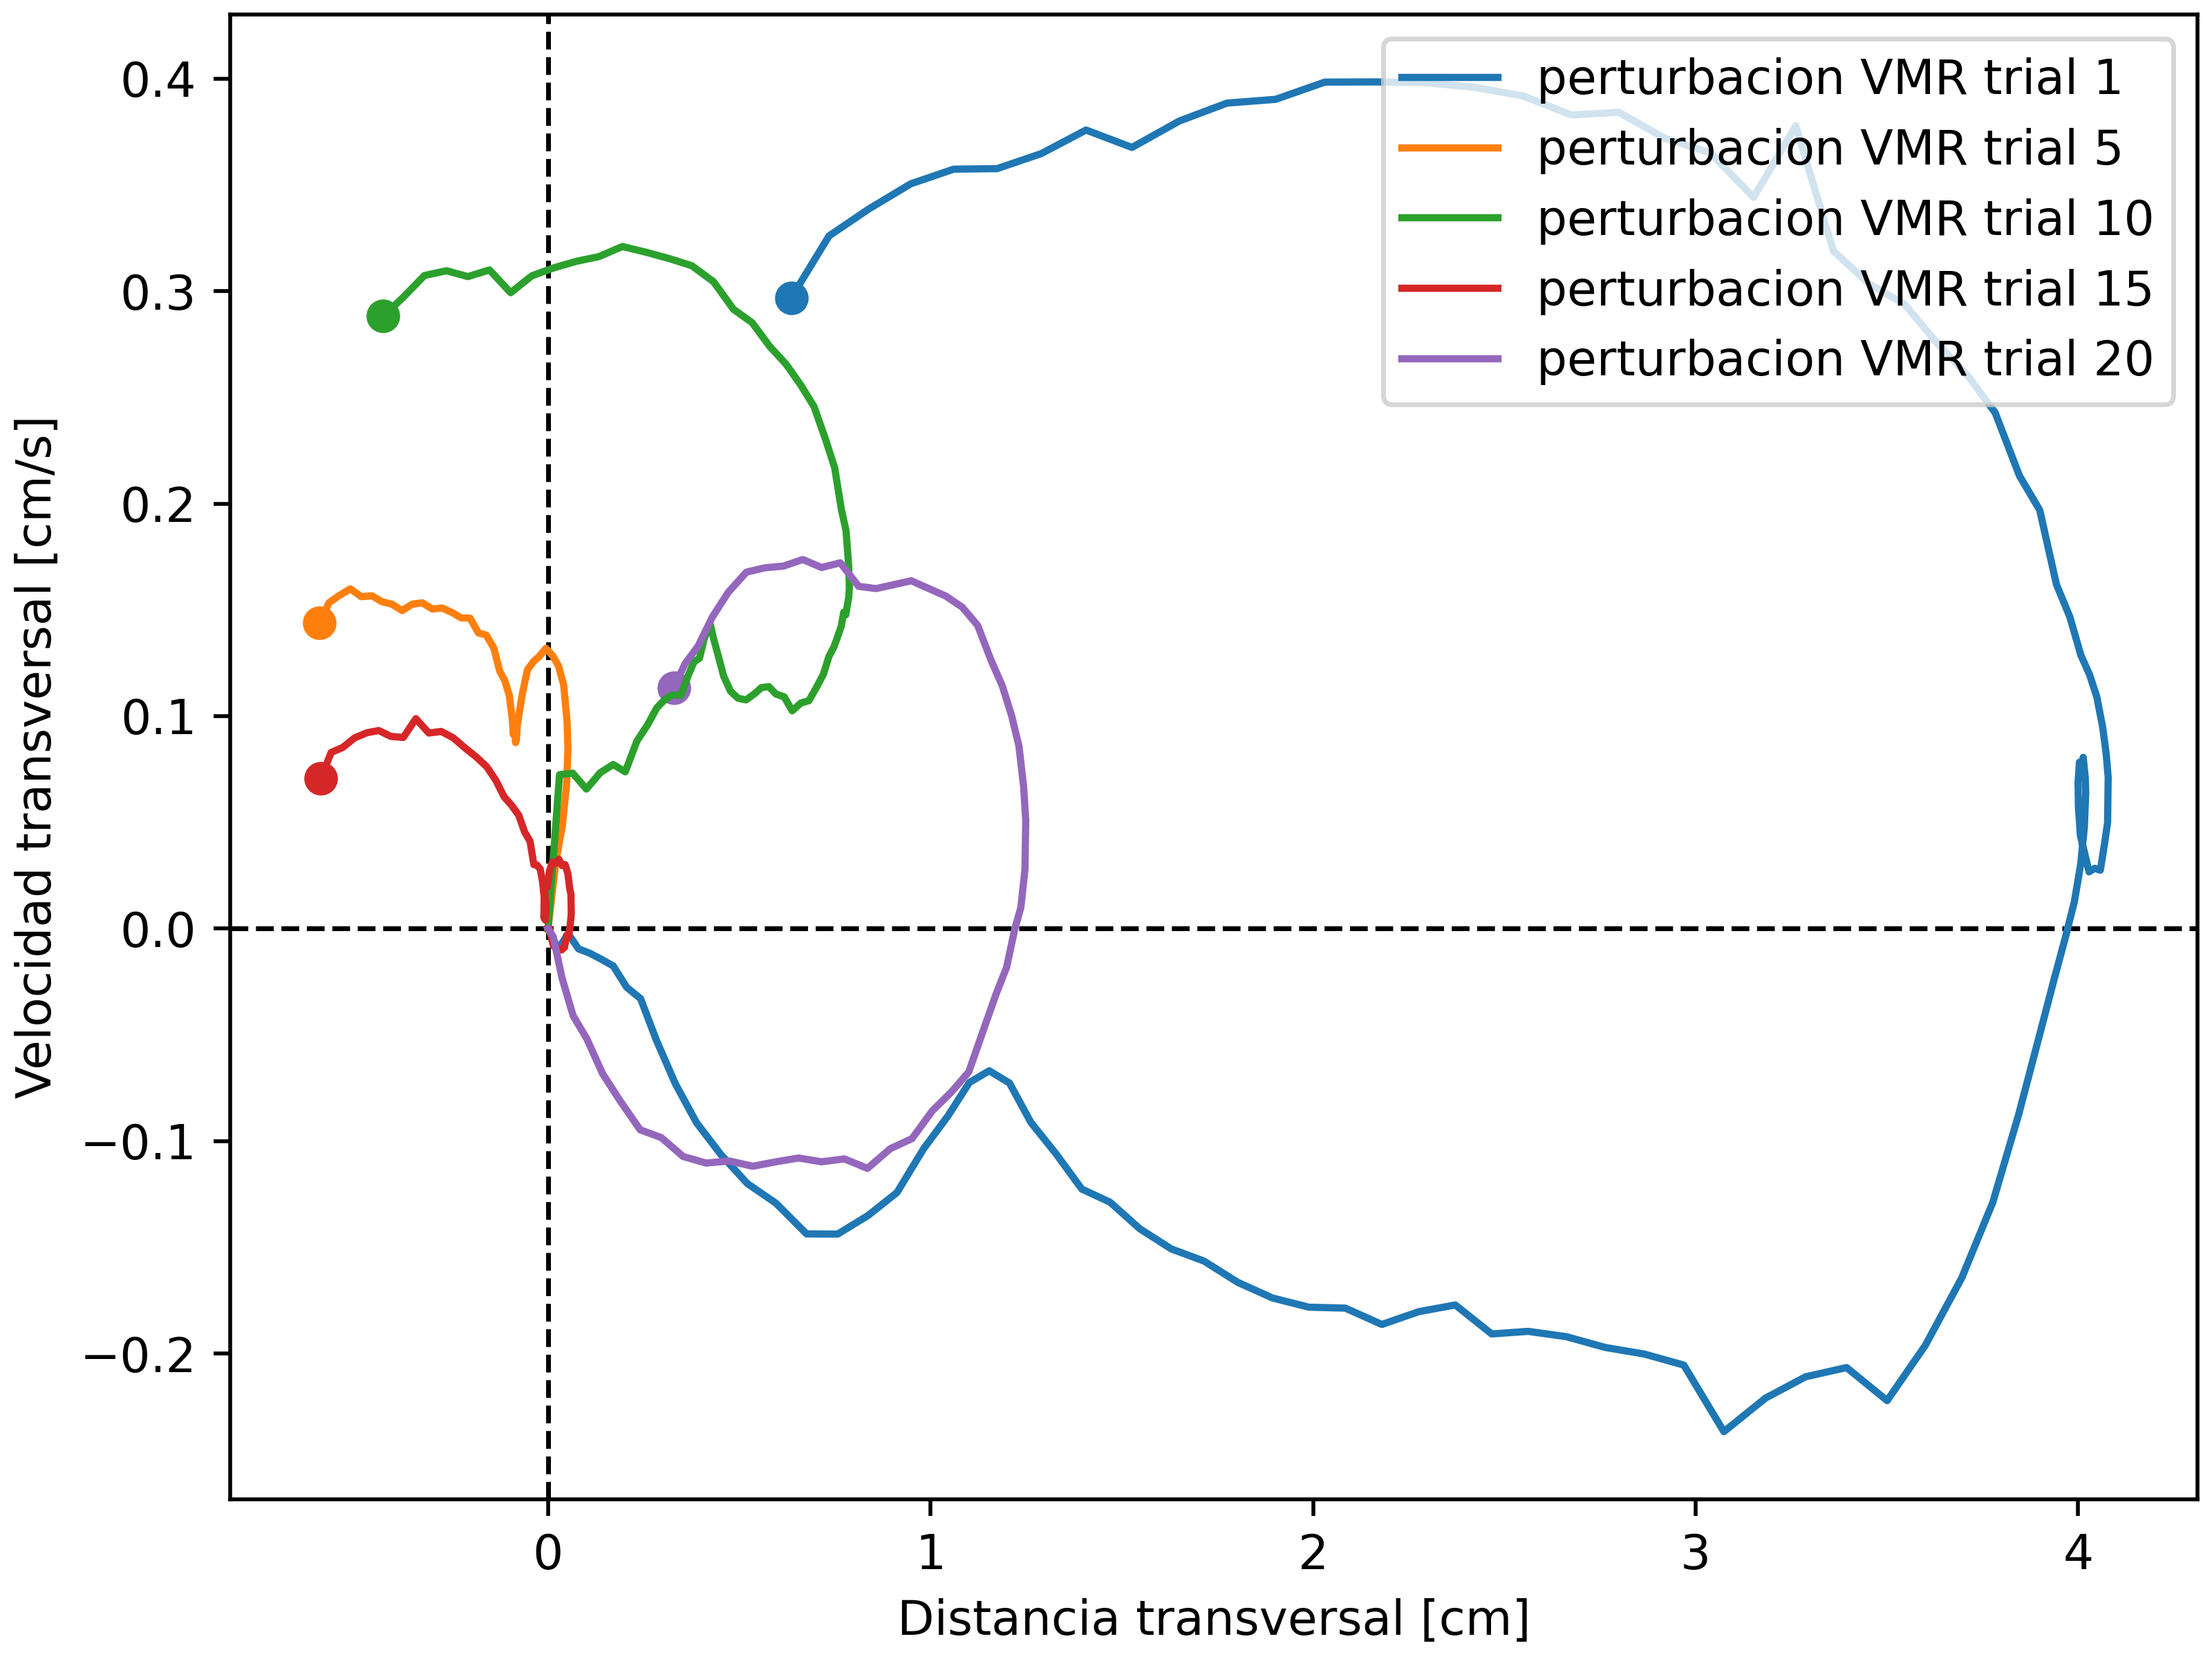 perturbacion VMR trial 1
perturbacion VMR trial 5
perturbacion VMR trial 10
perturbacion VMR trial 15
perturbacion VMR trial 20
Velocidad transversal [cm/s]
0.4
0.3
0.2
0.1
0.0
−0.1
−0.2
0 1 2 3 4
Distancia transversal [cm]